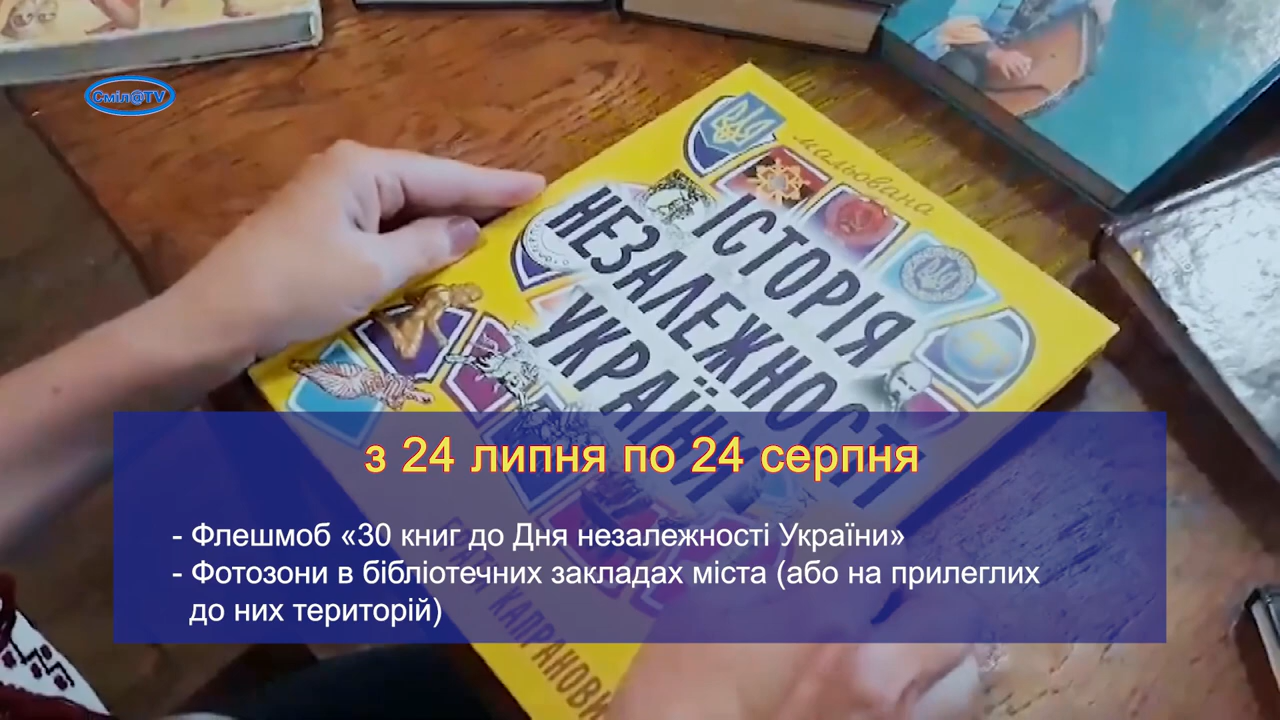 Сміл@TV
мальована
ІСТОРІЯ
НЕЗАЛЕЖНОСТІ
УКРАЇНИ
з 24 липня по 24 серпня
- Флешмоб «30 книг до Дня незалежності України»
- Фотозони в бібліотечних закладах міста (або на прилеглих
до них територій)